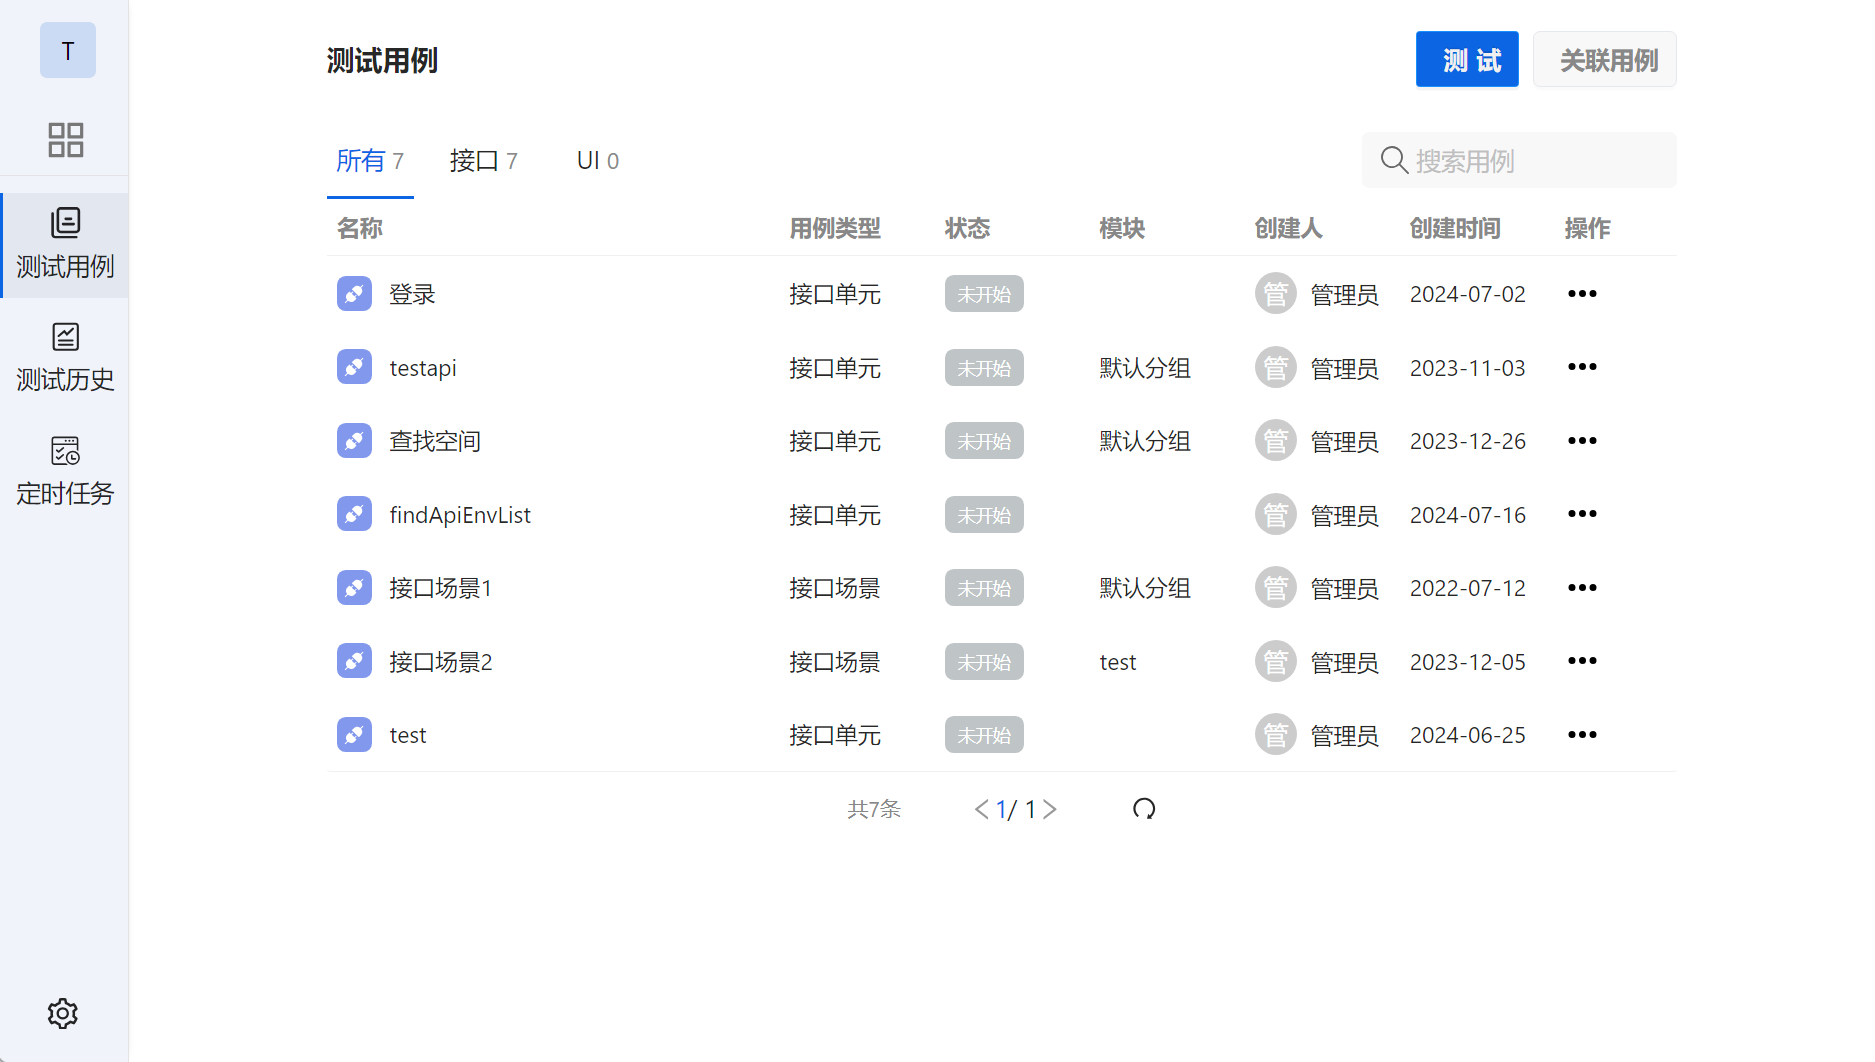 T
测试用例
测试历史
定时任务
测试用例
测 试 关联用例
所有 7 接口 7 UI 0 搜索用例
名称 用例类型 状态 模块 创建人 创建时间 操作
登录 接口单元 未开始 管 管理员 2024-07-02
testapi 接口单元 未开始 默认分组 管 管理员 2023-11-03
查找空间 接口单元 未开始 默认分组 管 管理员 2023-12-26
findApiEnvList 接口单元 未开始 管 管理员 2024-07-16
接口场景1 接口场景 未开始 默认分组 管 管理员 2022-07-12
接口场景2 接口场景 未开始 test 管 管理员 2023-12-05
test 接口单元 未开始 管 管理员 2024-06-25
共7条 1/ 1